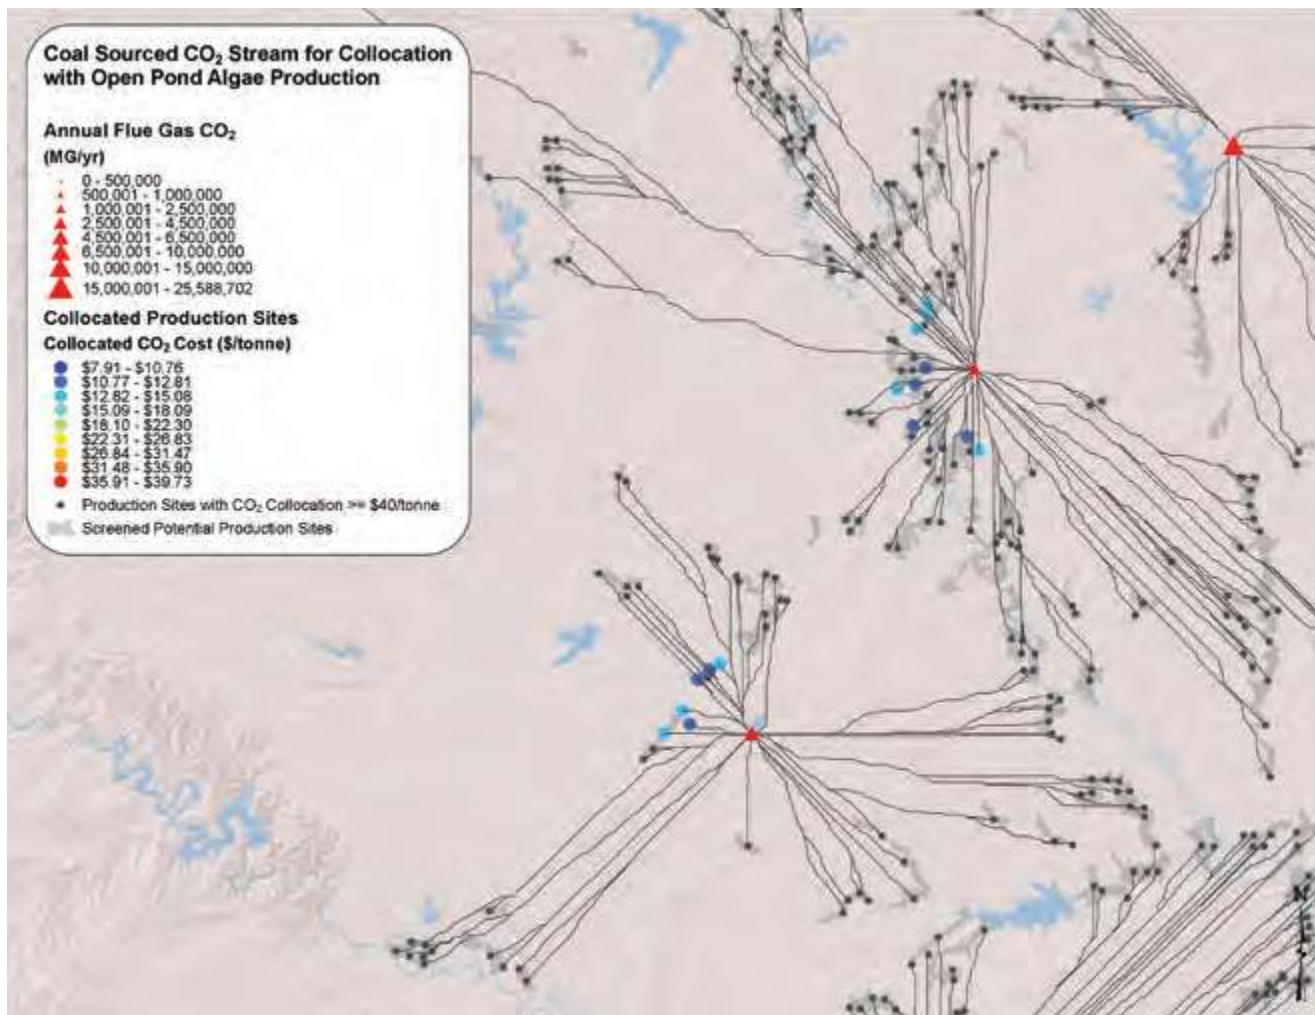 Coal Sourced CO₂ Stream for Collocation
with Open Pond Algae Production
Annual Flue Gas CO₂
(MG/yr)
0 - 500,000
500,001 - 1,000,000
1,000,001 - 2,500,000
2,500,001 - 4,500,000
4,500,001 - 6,500,000
6,500,001 - 10,000,000
10,000,001 - 15,000,000
15,000,001 - 25,588,702
Collocated Production Sites
Collocated CO₂ Cost ($/tonne)
$7.91 - $10.76
$10.77 - $12.81
$12.82 - $15.08
$15.09 - $18.09
$18.10 - $22.30
$22.31 - $26.83
$26.84 - $31.47
$31.48 - $35.90
$35.91 - $39.73
Production Sites with CO₂ Collocation >= $40/tonne
Screened Potential Production Sites